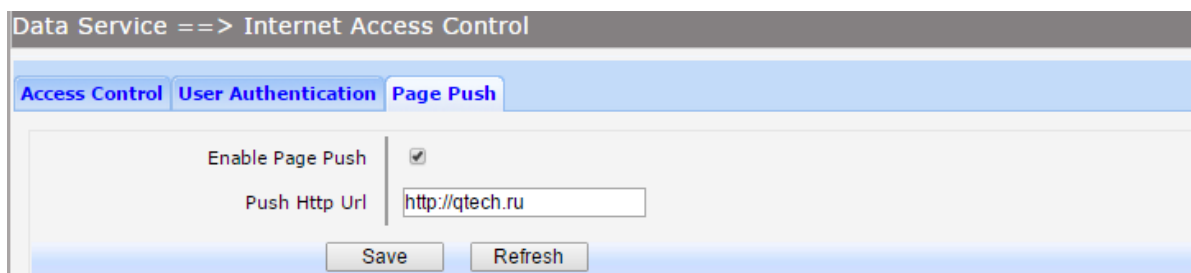 Data Service ==> Internet Access Control
Access Control User Authentication Page Push
Enable Page Push
Push Http Url http://qtech.ru
Save Refresh